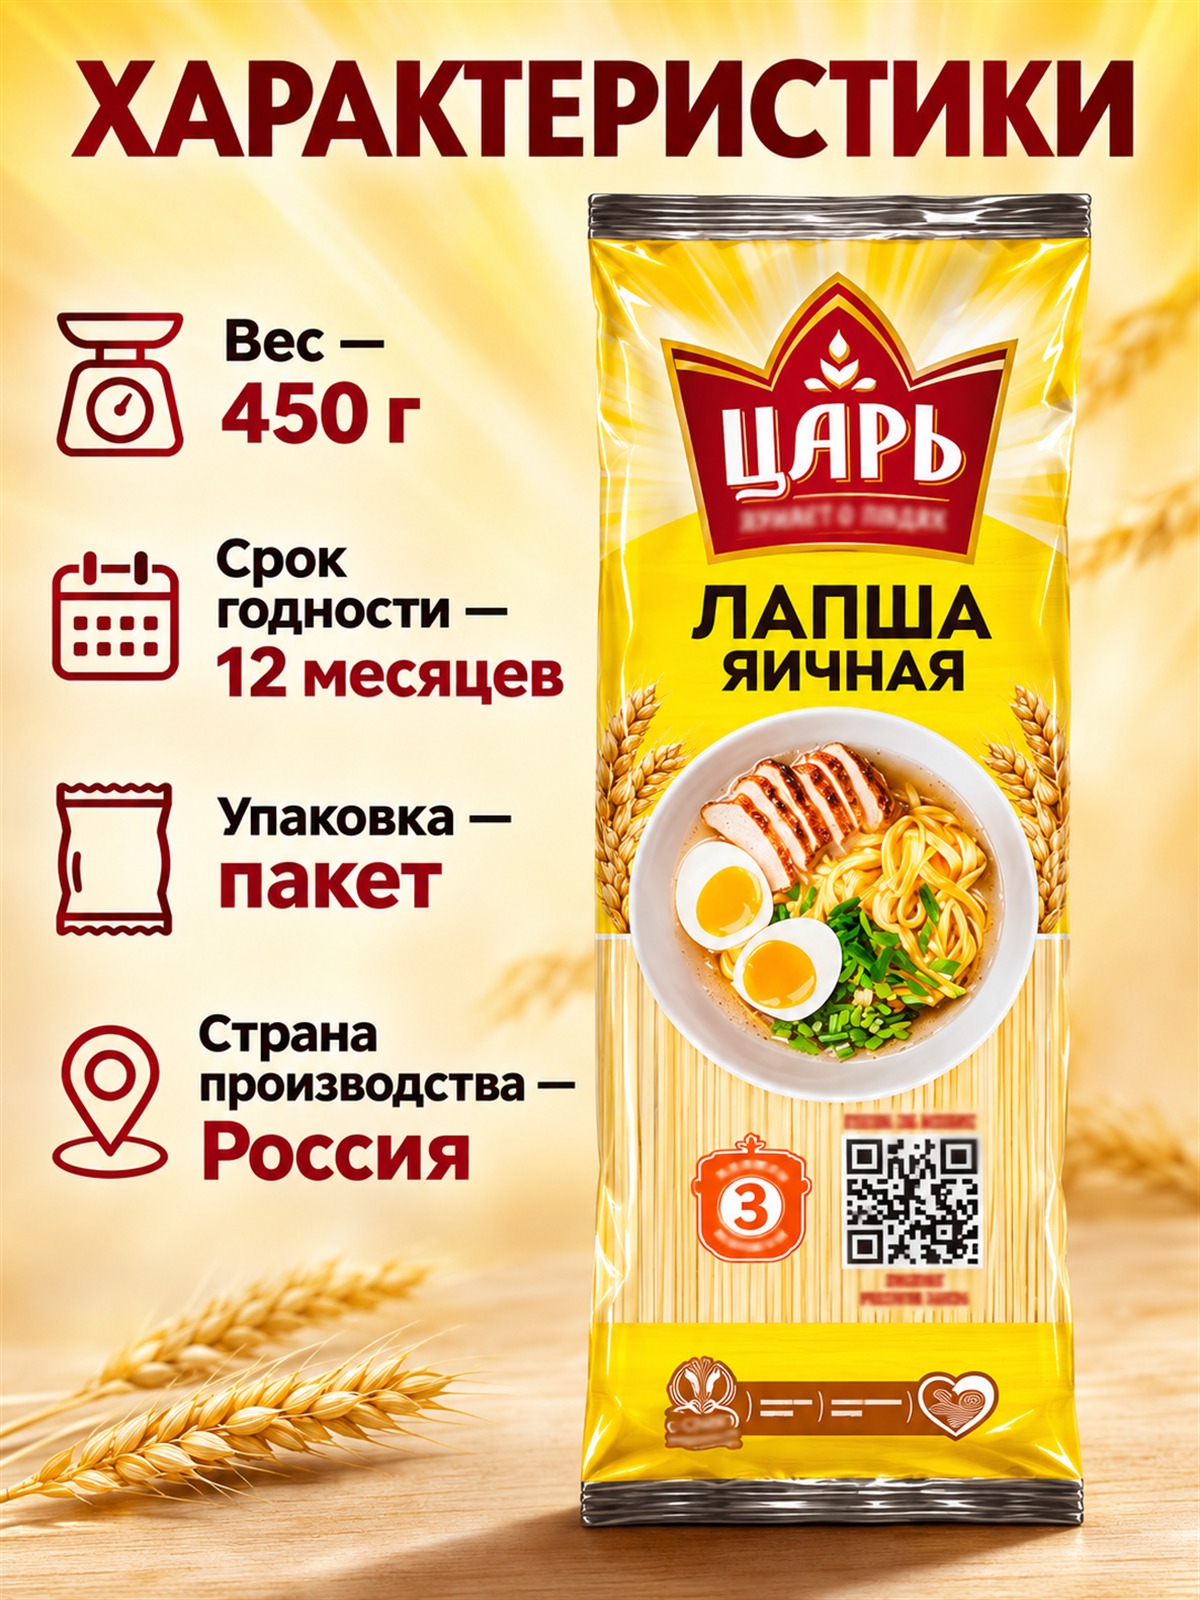 ХАРАКТЕРИСТИКИ
Вес —
450 г
Срок
годности —
12 месяцев
Упаковка —
пакет
Страна
производства —
Россия
ЦАРЬ
ЛАПША
ЯИЧНАЯ
3